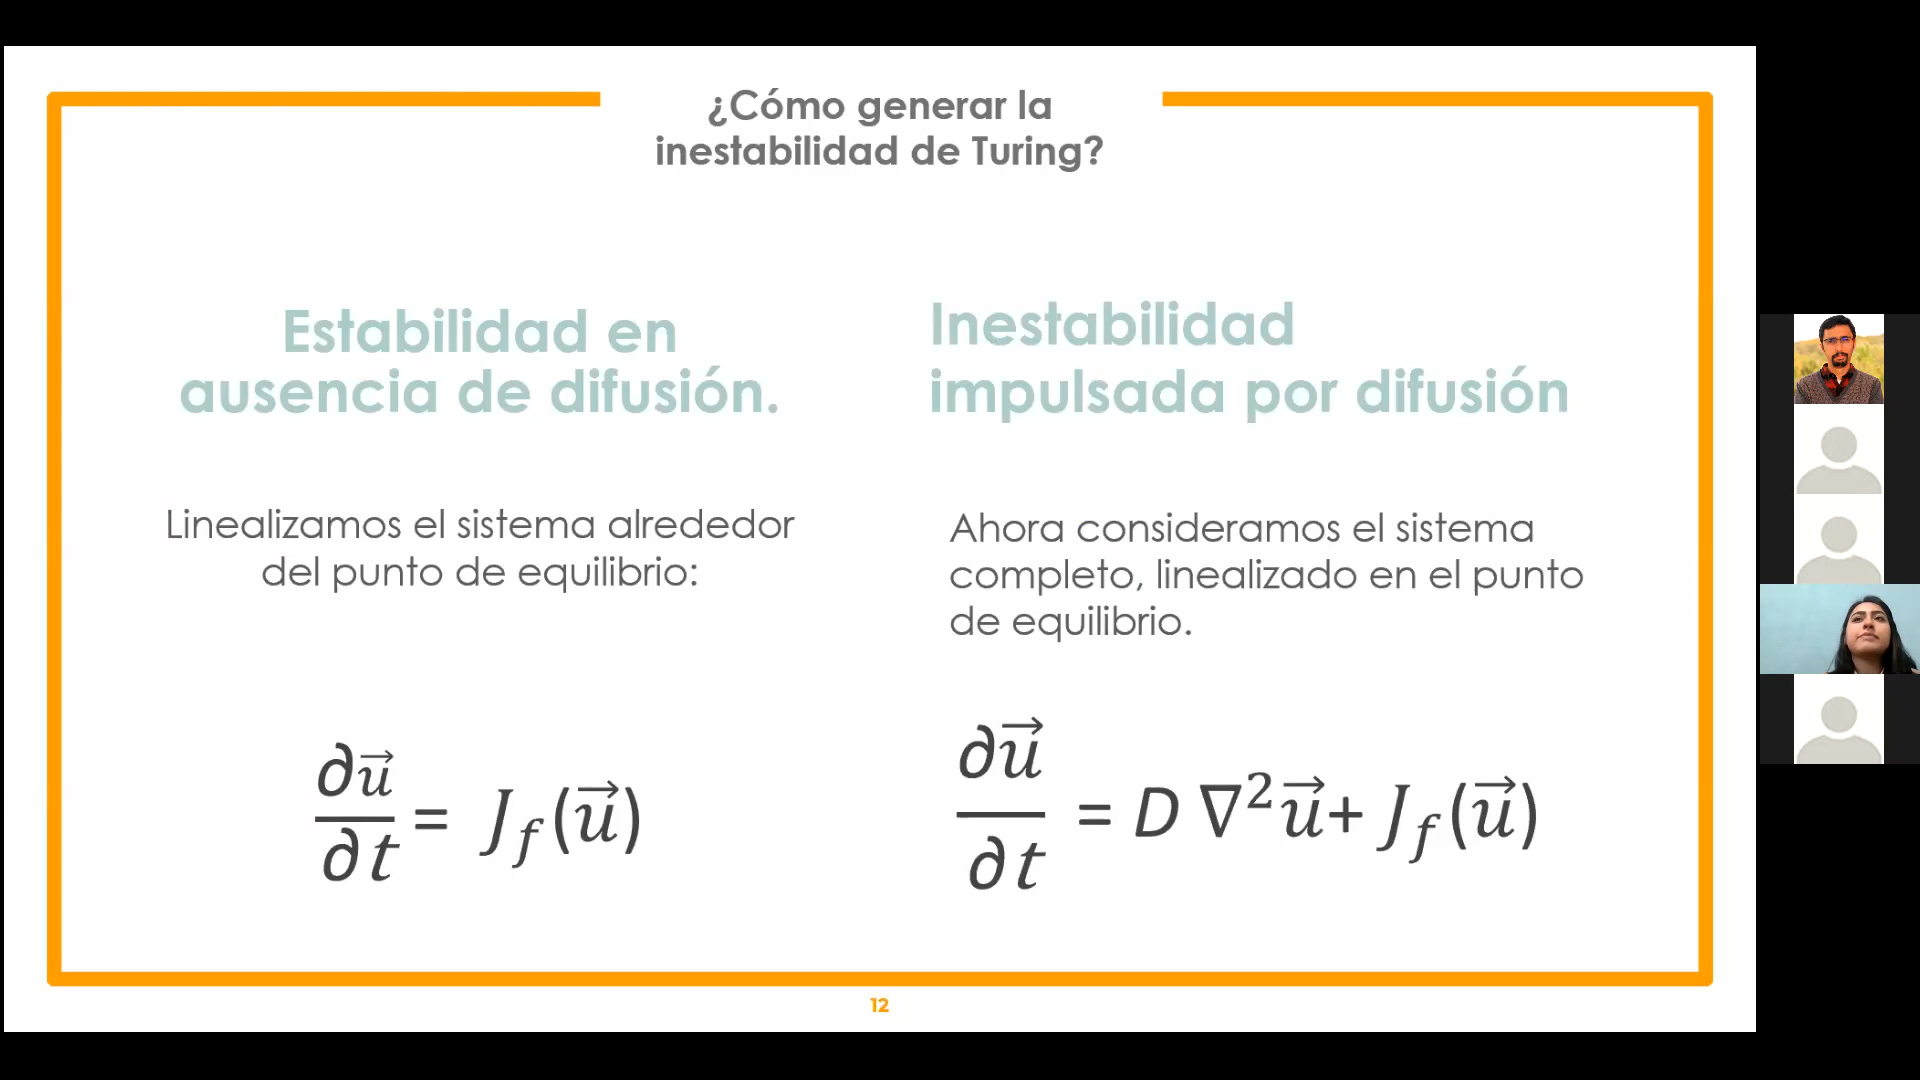 ¿Cómo generar la
inestabilidad de Turing?
Estabilidad en
ausencia de difusión.
Linealizamos el sistema alrededor
del punto de equilibrio:
∂u⃗/∂t = J_f(u⃗)
Inestabilidad
impulsada por difusión
Ahora consideramos el sistema
completo, linealizado en el punto
de equilibrio.
∂u⃗/∂t = D ∇²u⃗+ J_f(u⃗)
12